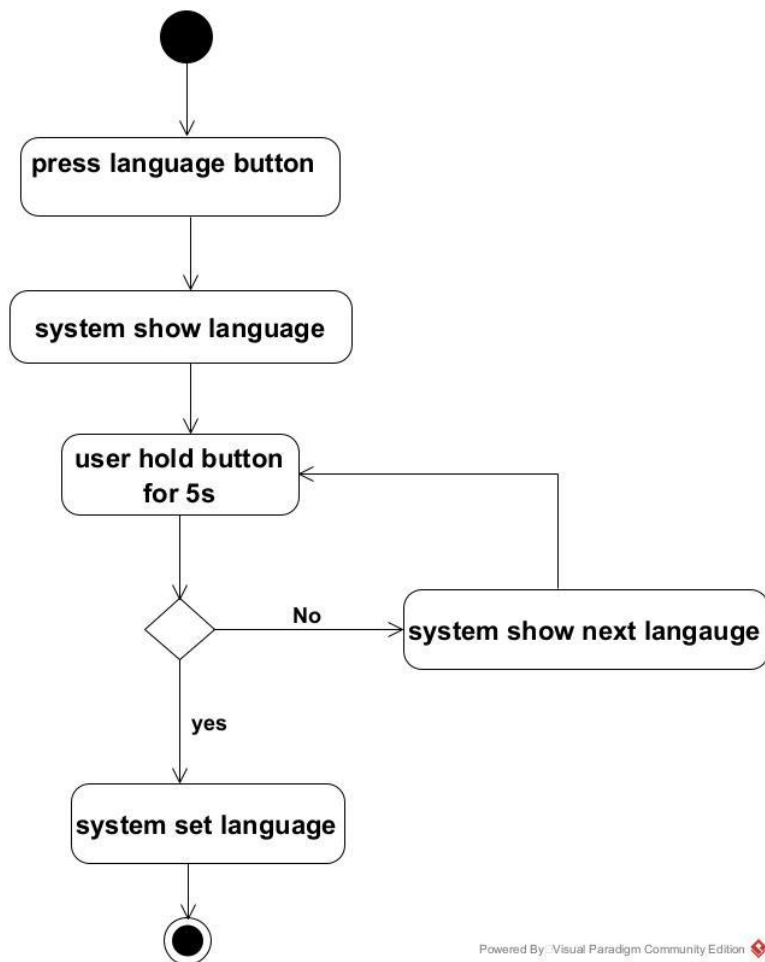 press language button
system show language
user hold button
for 5s
No
system show next langauge
yes
system set language
Powered By Visual Paradigm Community Edition